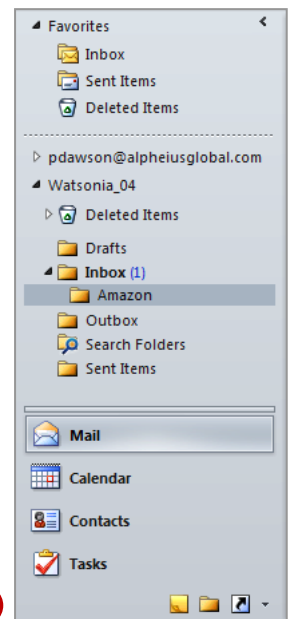 Favorites
Inbox
Sent Items
Deleted Items
pdawson@alpheiusglobal.com
Watsonia_04
Deleted Items
Drafts
Inbox (1)
Amazon
Outbox
Search Folders
Sent Items
Mail
Calendar
Contacts
Tasks